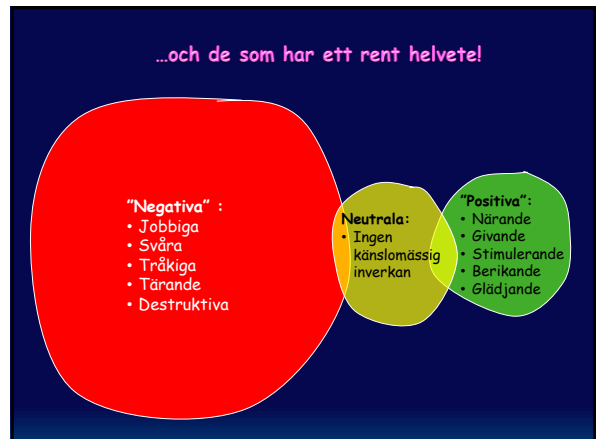 …och de som har ett rent helvete!
”Negativa” :
• Jobbiga
• Svåra
• Tråkiga
• Tärande
• Destruktiva
Neutrala:
• Ingen
känslomässig
inverkan
”Positiva”:
• Närande
• Givande
• Stimulerande
• Berikande
• Glädjande